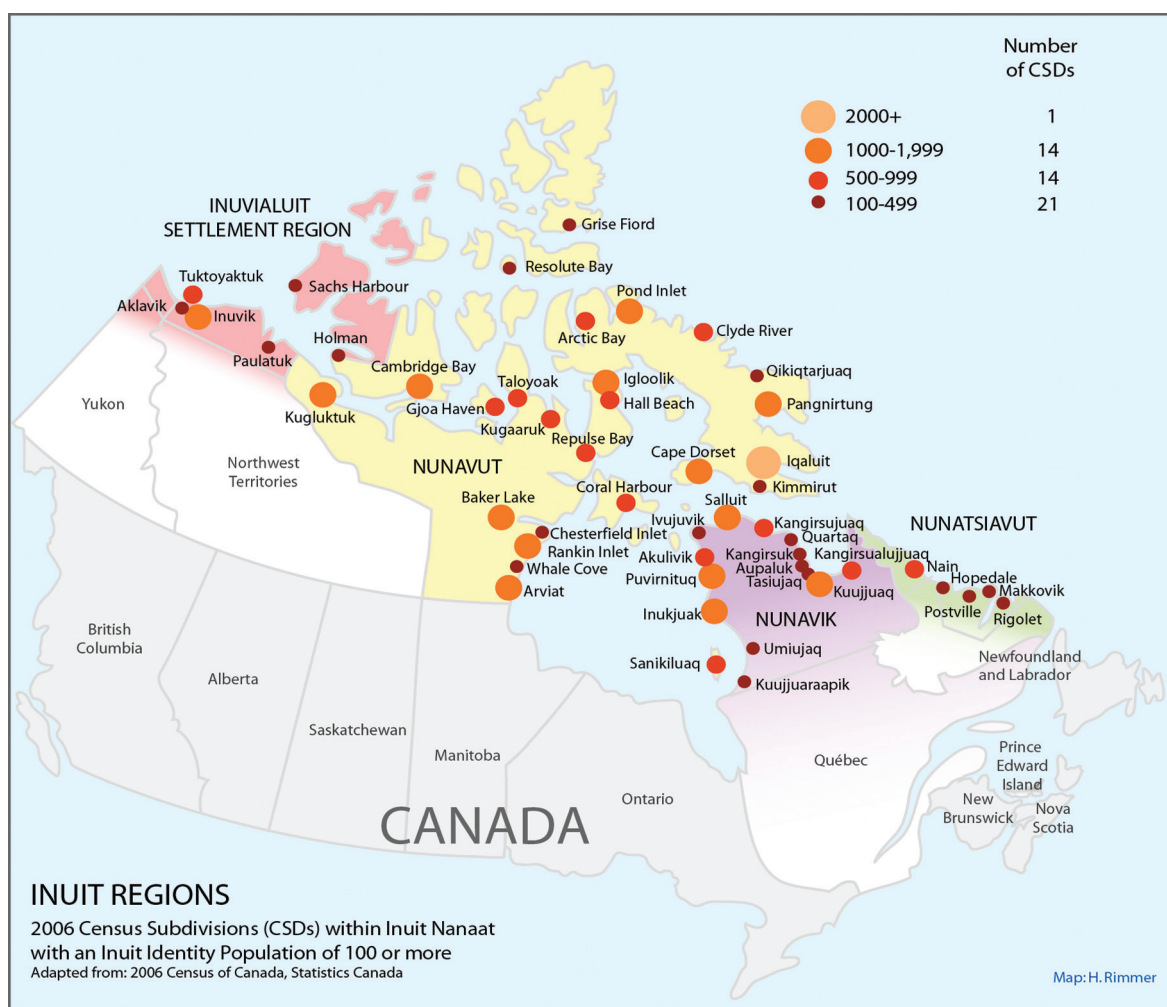 Number
of CSDs
2000+ 1
1000-1,999 14
500-999 14
100-499 21
INUVIALUIT
SETTLEMENT REGION
Grise Fiord
Resolute Bay
Tuktoyaktuk
Sachs Harbour
Pond Inlet
Aklavik
Inuvik
Clyde River
Arctic Bay
Holman
Paulatuk
Cambridge Bay
Qikiqtarjuaq
Taloyoak
Igloolik
Yukon
Gjoa Haven
Hall Beach
Pangnirtung
Kugluktuk
Kugaaruk
Repulse Bay
Cape Dorset
Iqaluit
NUNAVUT
Northwest
Territories
Coral Harbour
Kimmirut
Baker Lake
Salluit
Ivujuvik
Kangirsujuaq
NUNATSIAVUT
Chesterfield Inlet
Quartaq
Rankin Inlet
Akulivik
Kangirsuk
Kangirsualujjuaq
Whale Cove
Aupaluk
Nain
Puvirnituq
Tasiujaq
Hopedale
Arviat
Kuujjuaq
Makkovik
Postville
Inukjuak
NUNAVIK
Rigolet
British
Columbia
Umiujaq
Sanikiluaq
Newfoundland
and Labrador
Alberta
Kuujjuaraapik
Saskatchewan
Manitoba
Québec
Prince
Edward
Island
Ontario
New
Brunswick
Nova
Scotia
CANADA
INUIT REGIONS
2006 Census Subdivisions (CSDs) within Inuit Nanaat
with an Inuit Identity Population of 100 or more
Adapted from: 2006 Census of Canada, Statistics Canada
Map: H. Rimmer